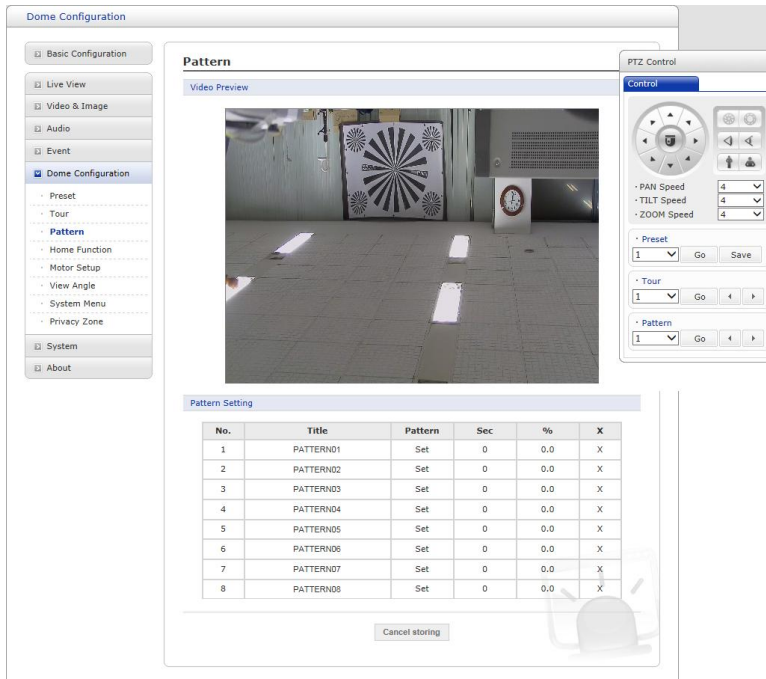 Dome Configuration
Basic Configuration
Live View
Video & Image
Audio
Event
Dome Configuration
Preset
Tour
Pattern
Home Function
Motor Setup
View Angle
System Menu
Privacy Zone
System
About
Pattern
Video Preview
Pattern Setting
No. Title Pattern Sec % X
1 PATTERN01 Set 0 0.0 X
2 PATTERN02 Set 0 0.0 X
3 PATTERN03 Set 0 0.0 X
4 PATTERN04 Set 0 0.0 X
5 PATTERN05 Set 0 0.0 X
6 PATTERN06 Set 0 0.0 X
7 PATTERN07 Set 0 0.0 X
8 PATTERN08 Set 0 0.0 X
Cancel storing
PTZ Control
Control
· PAN Speed 4
· TILT Speed 4
· ZOOM Speed 4
· Preset
1 Go Save
· Tour
1 Go
· Pattern
1 Go